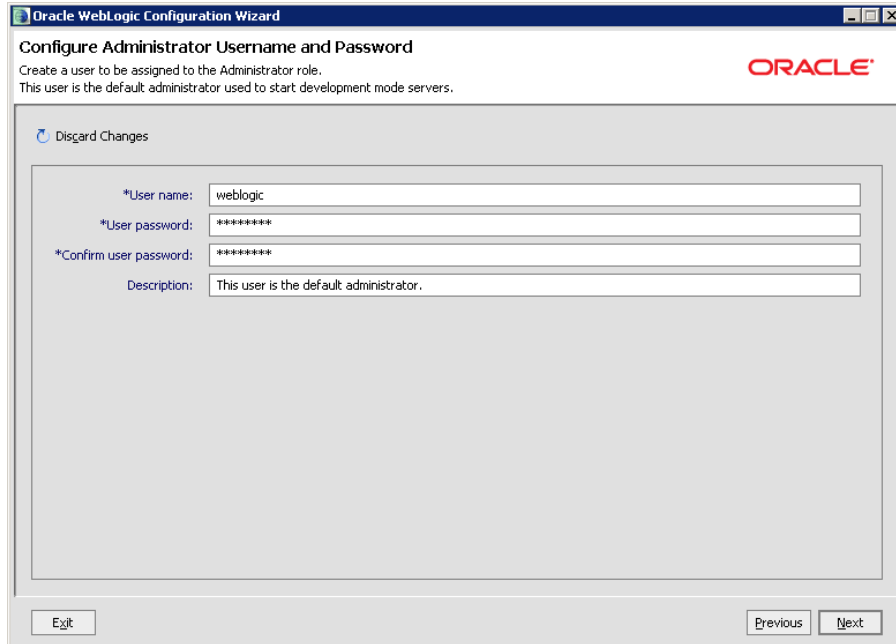 Oracle WebLogic Configuration Wizard
Configure Administrator Username and Password
Create a user to be assigned to the Administrator role.
This user is the default administrator used to start development mode servers.
ORACLE
Discard Changes
*User name: weblogic
*User password: ********
*Confirm user password: ********
Description: This user is the default administrator.
Exit Previous Next